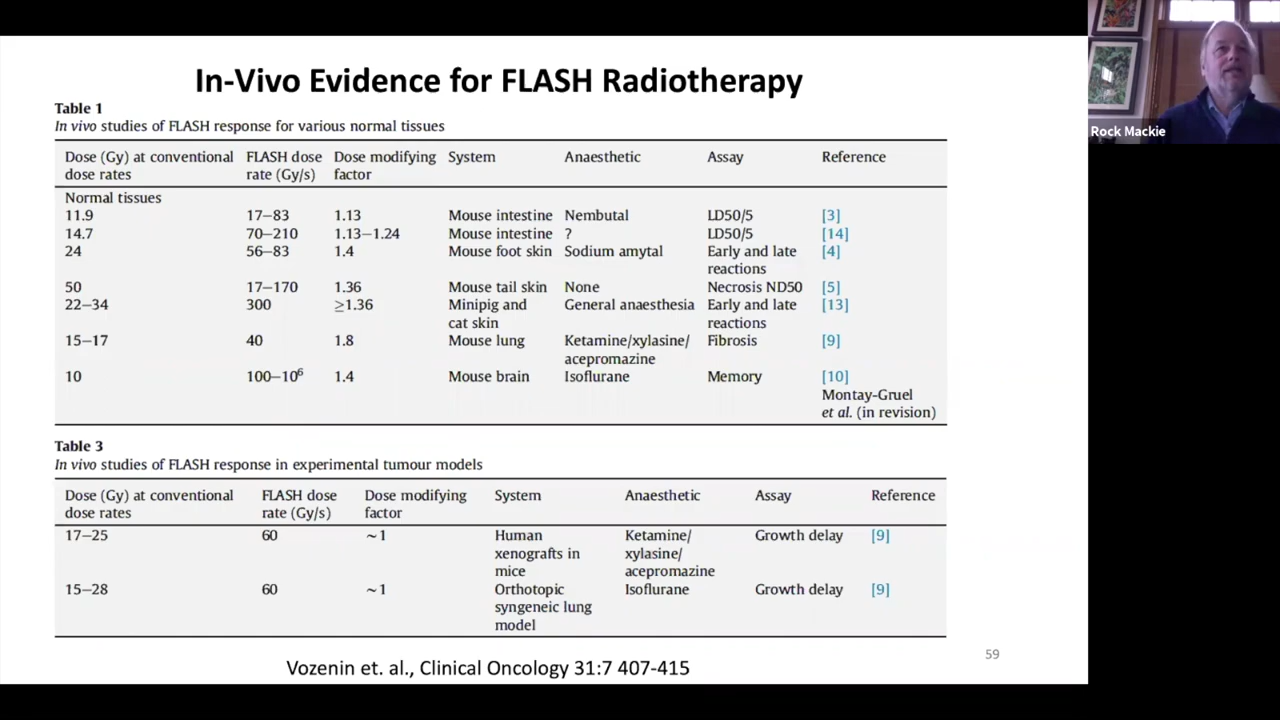 In-Vivo Evidence for FLASH Radiotherapy
Rock Mackie
Table 1
In vivo studies of FLASH response for various normal tissues
Dose (Gy) at conventional dose rates FLASH dose rate (Gy/s) Dose modifying factor System Anaesthetic Assay Reference
Normal tissues
11.9 17–83 1.13 Mouse intestine Nembutal LD50/5 [3]
14.7 70–210 1.13–1.24 Mouse intestine ? LD50/5 [14]
24 56–83 1.4 Mouse foot skin Sodium amytal Early and late reactions [4]
50 17–170 1.36 Mouse tail skin None Necrosis ND50 [5]
22–34 300 ≥1.36 Minipig and cat skin General anaesthesia Early and late reactions [13]
15–17 40 1.8 Mouse lung Ketamine/xylasine/acepromazine Fibrosis [9]
10 100–10⁶ 1.4 Mouse brain Isoflurane Memory [10] Montay-Gruel et al. (in revision)
Table 3
In vivo studies of FLASH response in experimental tumour models
Dose (Gy) at conventional dose rates FLASH dose rate (Gy/s) Dose modifying factor System Anaesthetic Assay Reference
17–25 60 ~1 Human xenografts in mice Ketamine/xylasine/acepromazine Growth delay [9]
15–28 60 ~1 Orthotopic syngeneic lung model Isoflurane Growth delay [9]
59
Vozenin et. al., Clinical Oncology 31:7 407-415